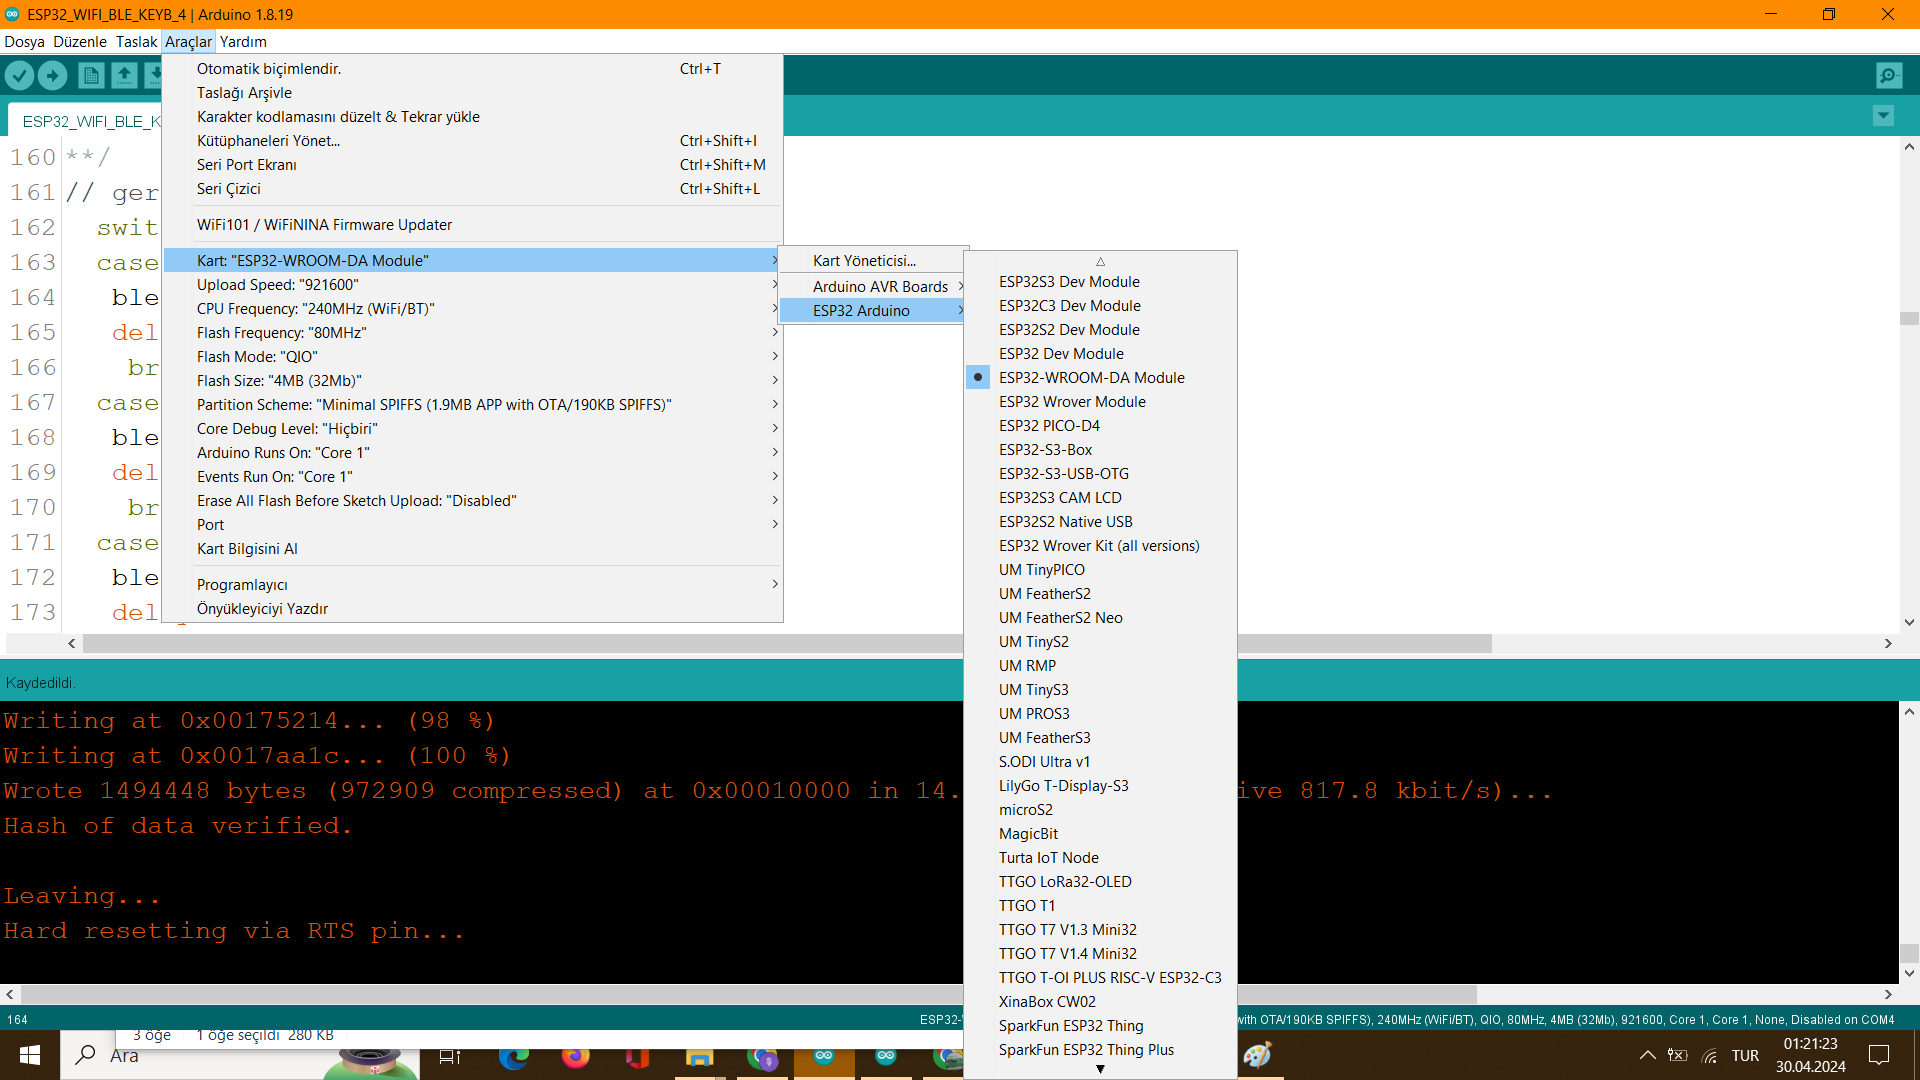 ESP32_WIFI_BLE_KEYB_4 | Arduino 1.8.19
Dosya Düzenle Taslak Araçlar Yardım
Otomatik biçimlendir. Ctrl+T
Taslağı Arşivle
Karakter kodlamasını düzelt & Tekrar yükle
Kütüphaneleri Yönet... Ctrl+Shift+I
Seri Port Ekranı Ctrl+Shift+M
Seri Çizici Ctrl+Shift+L
WiFi101 / WiFiNINA Firmware Updater
Kart: "ESP32-WROOM-DA Module"
Upload Speed: "921600"
CPU Frequency: "240MHz (WiFi/BT)"
Flash Frequency: "80MHz"
Flash Mode: "QIO"
Flash Size: "4MB (32Mb)"
Partition Scheme: "Minimal SPIFFS (1.9MB APP with OTA/190KB SPIFFS)"
Core Debug Level: "Hiçbiri"
Arduino Runs On: "Core 1"
Events Run On: "Core 1"
Erase All Flash Before Sketch Upload: "Disabled"
Port
Kart Bilgisini Al
Programlayıcı
Önyükleyiciyi Yazdır
Kart Yöneticisi...
Arduino AVR Boards
ESP32 Arduino
ESP32S3 Dev Module
ESP32C3 Dev Module
ESP32S2 Dev Module
ESP32 Dev Module
ESP32-WROOM-DA Module
ESP32 Wrover Module
ESP32 PICO-D4
ESP32-S3-Box
ESP32-S3-USB-OTG
ESP32S3 CAM LCD
ESP32S2 Native USB
ESP32 Wrover Kit (all versions)
UM TinyPICO
UM FeatherS2
UM FeatherS2 Neo
UM TinyS2
UM RMP
UM TinyS3
UM PROS3
UM FeatherS3
S.ODI Ultra v1
LilyGo T-Display-S3
microS2
MagicBit
Turta IoT Node
TTGO LoRa32-OLED
TTGO T1
TTGO T7 V1.3 Mini32
TTGO T7 V1.4 Mini32
TTGO T-OI PLUS RISC-V ESP32-C3
XinaBox CW02
SparkFun ESP32 Thing
SparkFun ESP32 Thing Plus
ESP32_WIFI_BLE_K
160 **/
161 // ger
162 swit
163 case
164 ble
165 del
166 br
167 case
168 ble
169 del
170 br
171 case
172 ble
173 del
Kaydedildi.
Writing at 0x00175214... (98 %)
Writing at 0x0017aa1c... (100 %)
Wrote 1494448 bytes (972909 compressed) at 0x00010000 in 14. ive 817.8 kbit/s)...
Hash of data verified.
Leaving...
Hard resetting via RTS pin...
164 ESP32- with OTA/190KB SPIFFS), 240MHz (WiFi/BT), QIO, 80MHz, 4MB (32Mb), 921600, Core 1, Core 1, None, Disabled on COM4
3 öğe 1 öğe seçildi 280 KB
Ara
TUR
01:21:23
30.04.2024